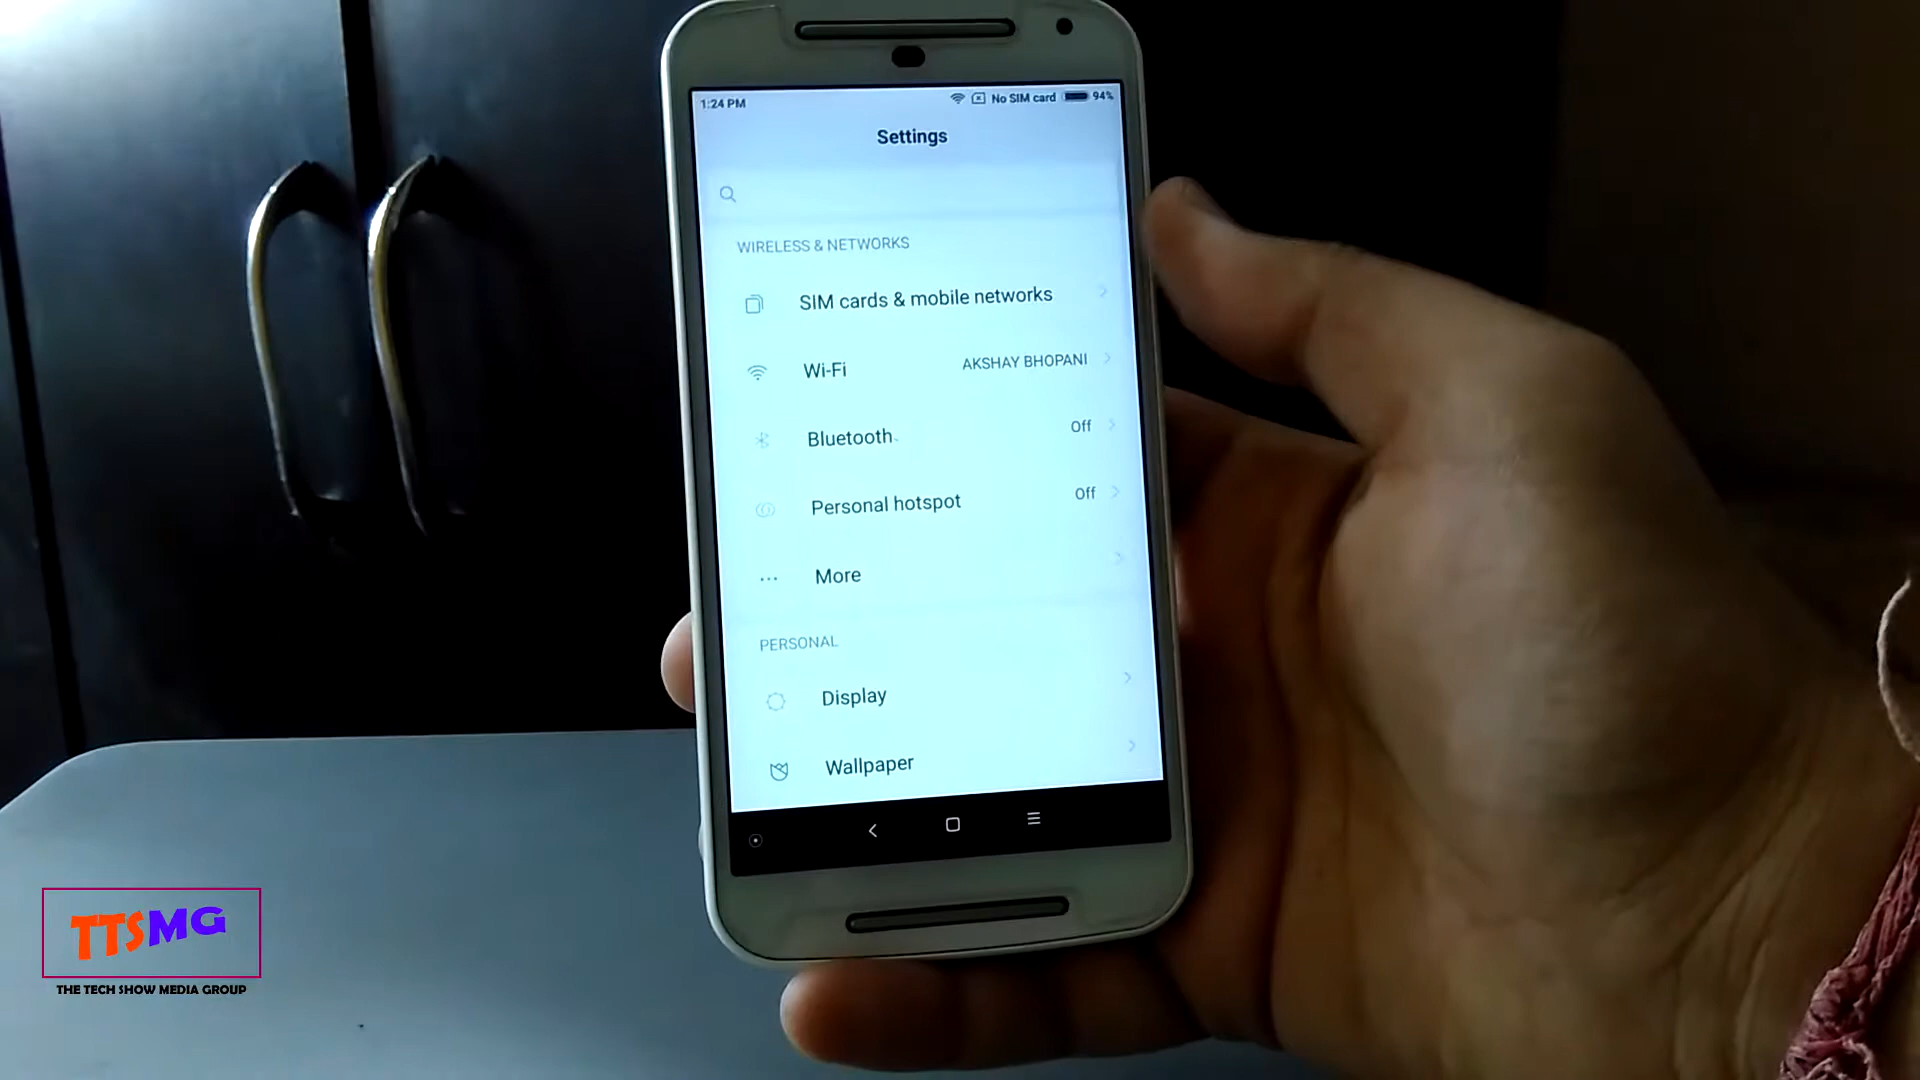 1:24 PM No SIM card 94%
Settings
WIRELESS & NETWORKS
SIM cards & mobile networks
Wi-Fi AKSHAY BHOPANI
Bluetooth Off
Personal hotspot Off
More
PERSONAL
Display
Wallpaper
TTSMG
THE TECH SHOW MEDIA GROUP